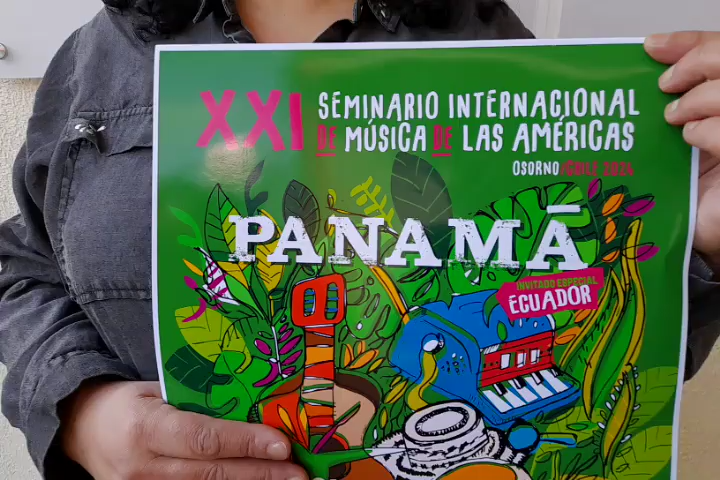 XXI SEMINARIO INTERNACIONAL
DE MÚSICA DE LAS AMÉRICAS
OSORNO/CHILE 2024
PANAMÁ
INVITADO ESPECIAL
ECUADOR